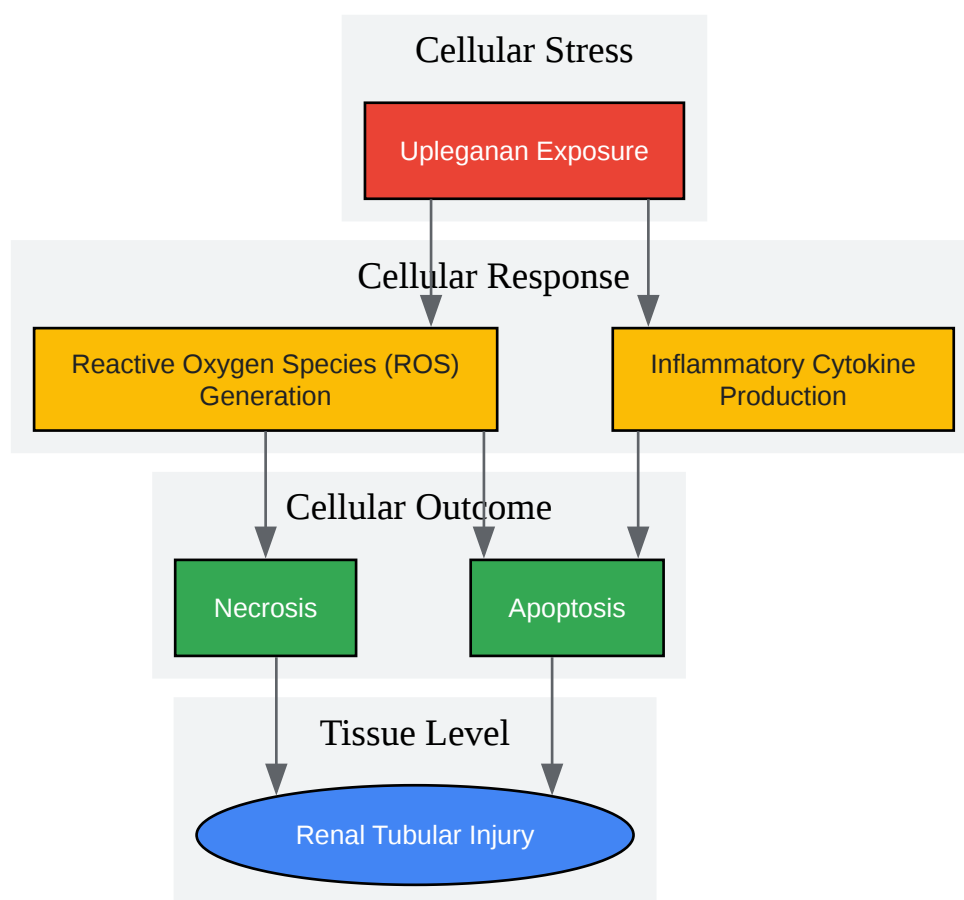 Cellular Stress
Upleganan Exposure
Cellular Response
Reactive Oxygen Species (ROS)
Generation
Inflammatory Cytokine
Production
Cellular Outcome
Necrosis
Apoptosis
Tissue Level
Renal Tubular Injury